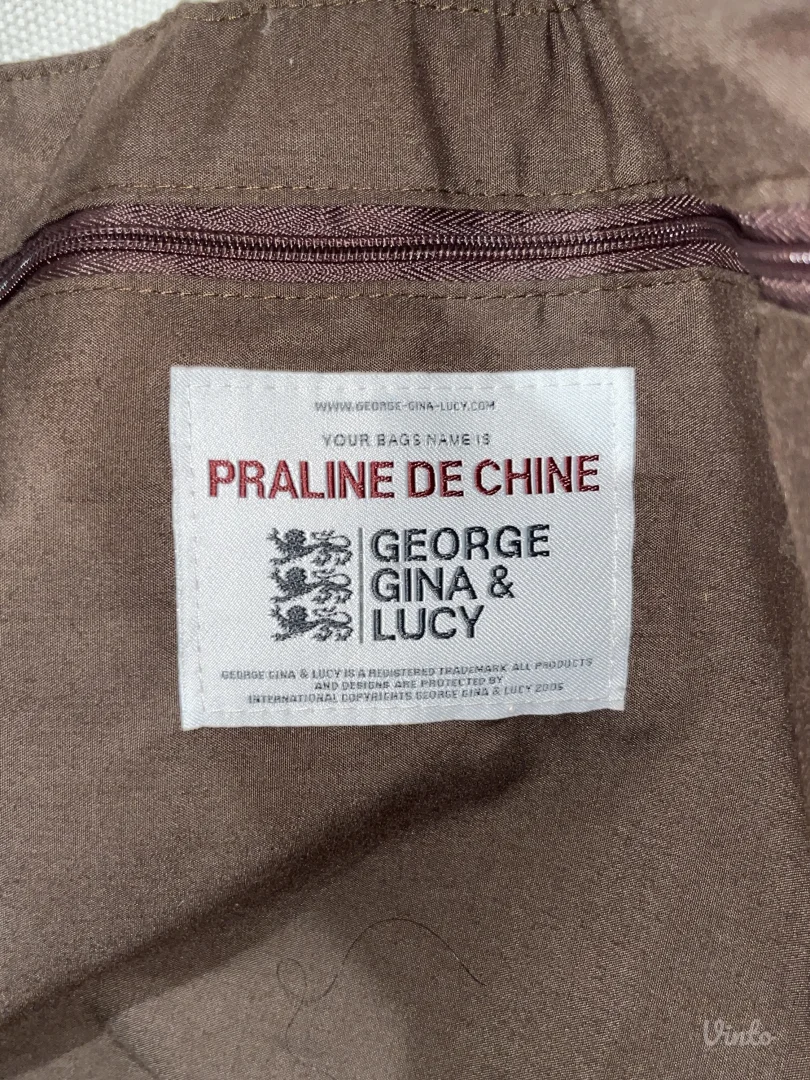 WWW.GEORGE-GINA-LUCY.COM
YOUR BAGS NAME IS
PRALINE DE CHINE
GEORGE
GINA &
LUCY
GEORGE GINA & LUCY IS A REGISTERED TRADEMARK ALL PRODUCTS
AND DESIGNS ARE PROTECTED BY
INTERNATIONAL COPYRIGHTS GEORGE GINA & LUCY 2005
Vinto